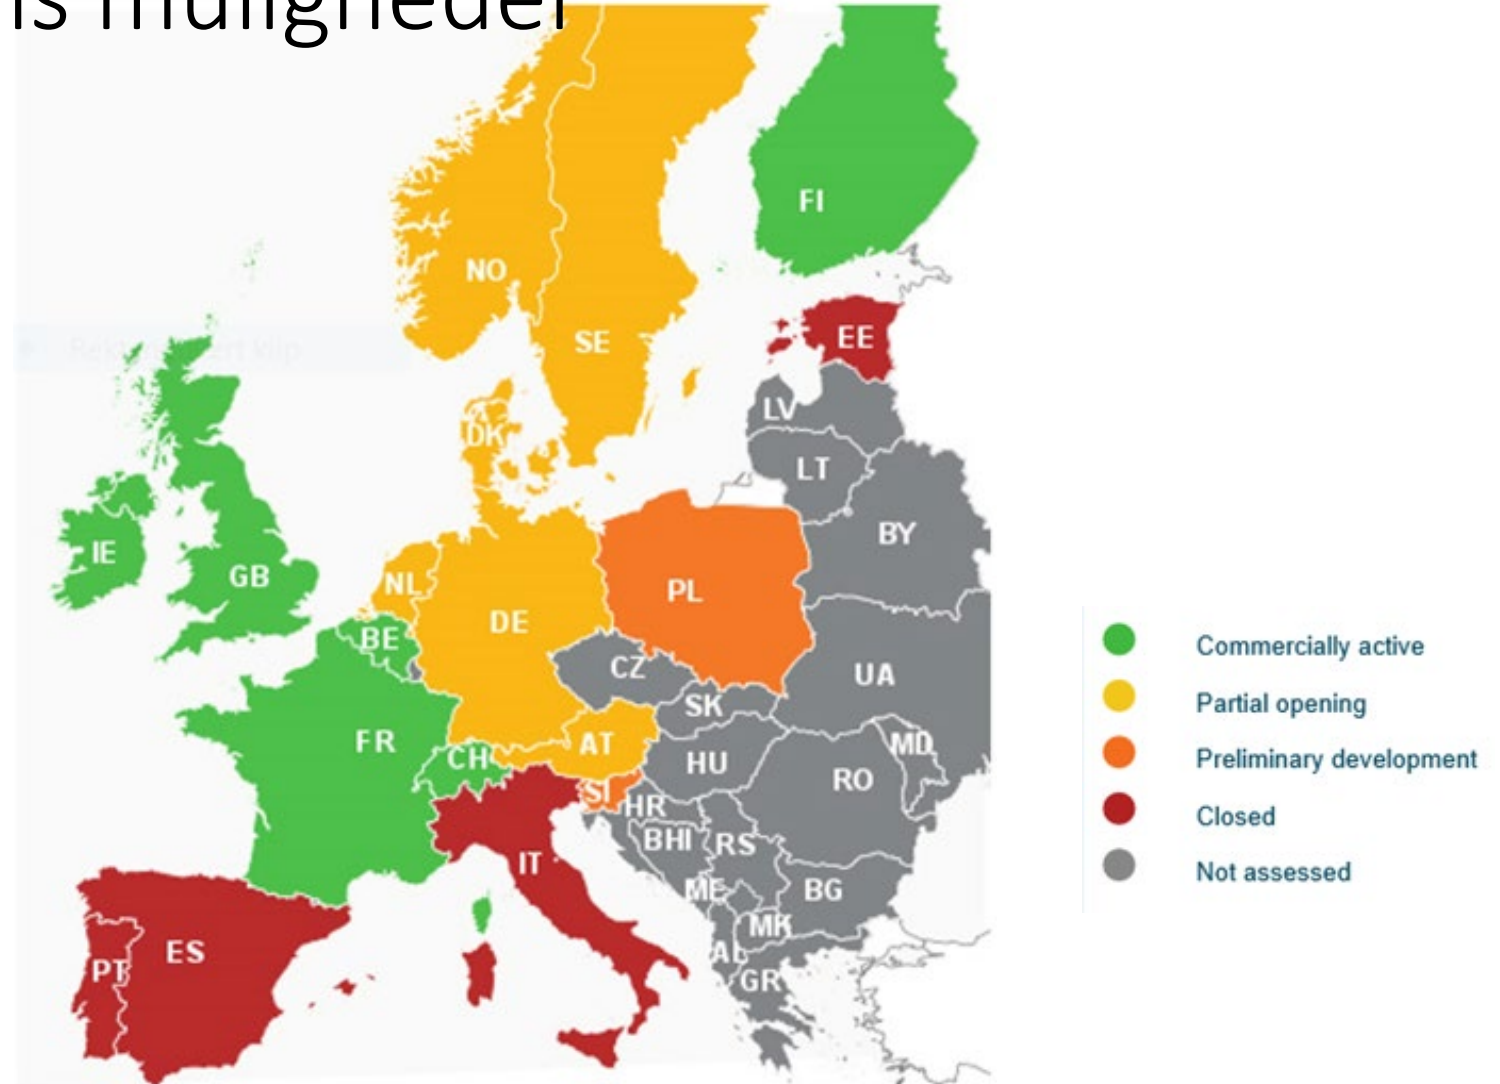 is muligheder
FI
NO
SE
EE
LV
DK
LT
BY
IE
GB
NL
PL
DE
BE
CZ
UA
SK
FR
AT
CH
MD
HU
RO
SI
HR
BHI
RS
IT
ME
BG
MK
ES
AL
PT
GR
Commercially active
Partial opening
Preliminary development
Closed
Not assessed